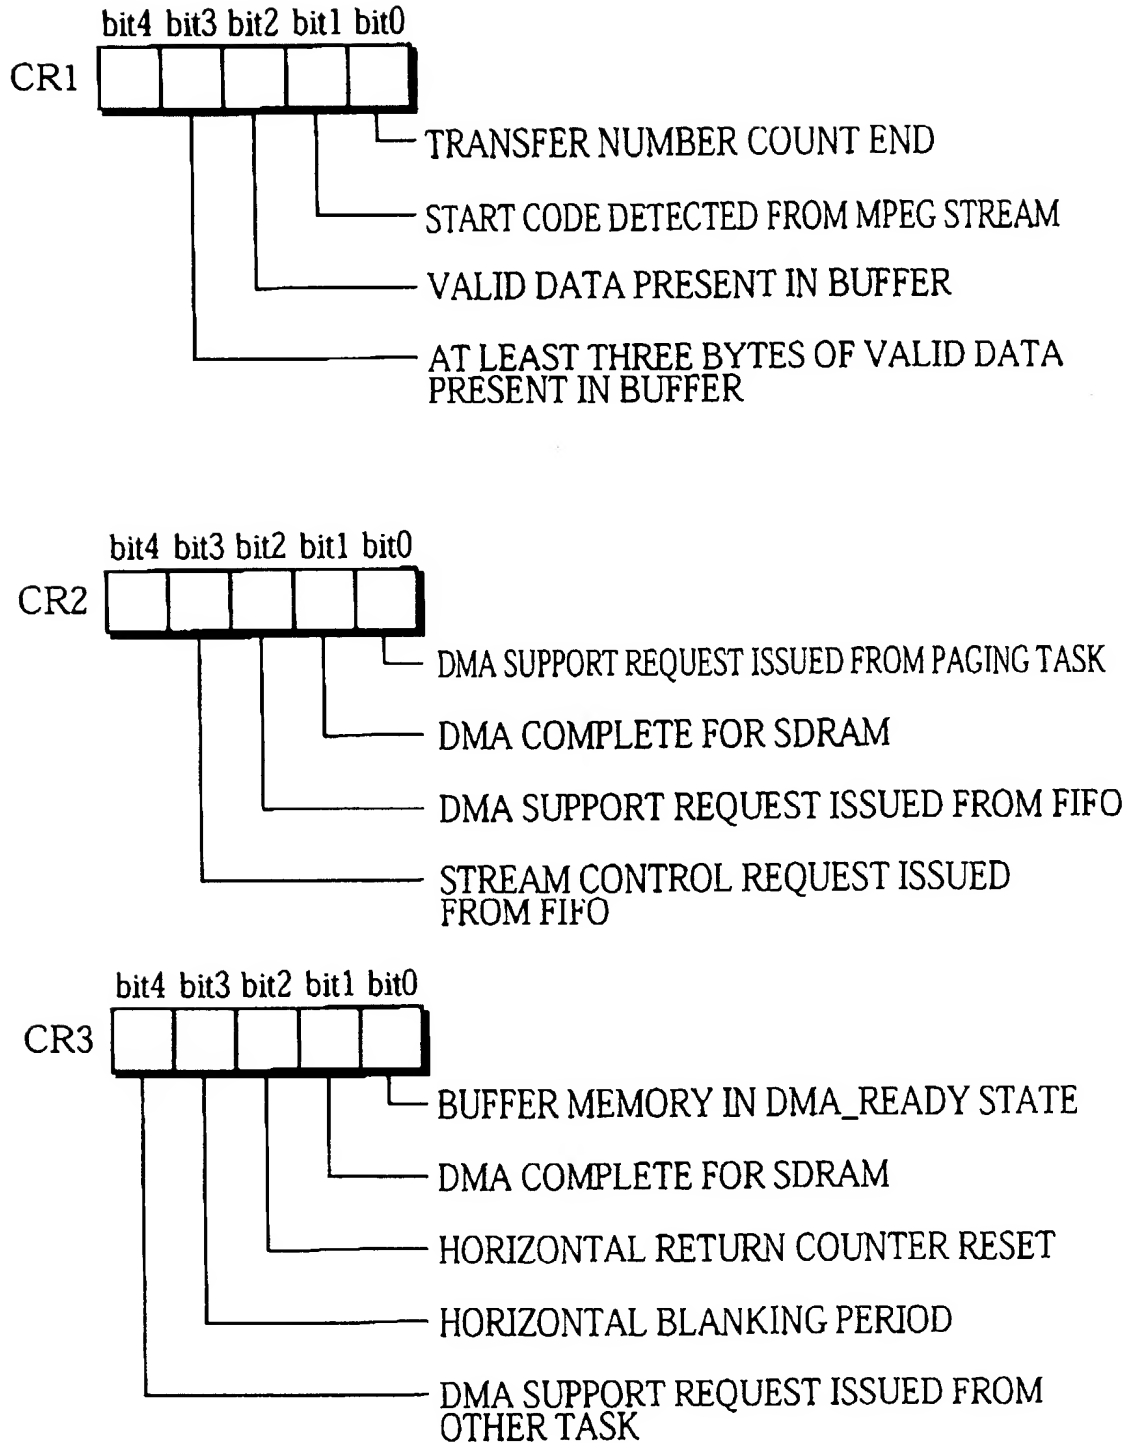 bit4 bit3 bit2 bit1 bit0
CR1
TRANSFER NUMBER COUNT END
START CODE DETECTED FROM MPEG STREAM
VALID DATA PRESENT IN BUFFER
AT LEAST THREE BYTES OF VALID DATA
PRESENT IN BUFFER
bit4 bit3 bit2 bit1 bit0
CR2
DMA SUPPORT REQUEST ISSUED FROM PAGING TASK
DMA COMPLETE FOR SDRAM
DMA SUPPORT REQUEST ISSUED FROM FIFO
STREAM CONTROL REQUEST ISSUED
FROM FIFO
bit4 bit3 bit2 bit1 bit0
CR3
BUFFER MEMORY IN DMA_READY STATE
DMA COMPLETE FOR SDRAM
HORIZONTAL RETURN COUNTER RESET
HORIZONTAL BLANKING PERIOD
DMA SUPPORT REQUEST ISSUED FROM
OTHER TASK